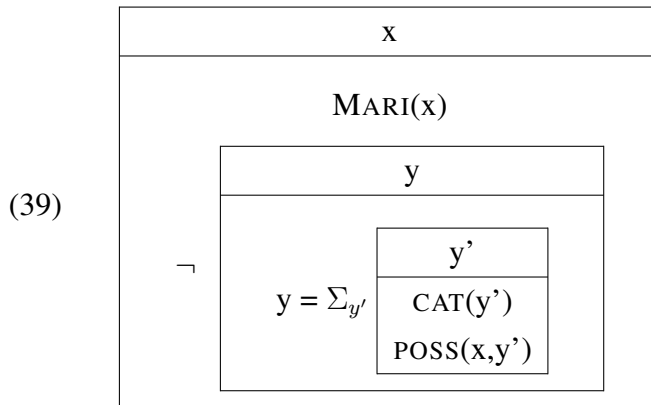 x
MARI(x)
(39)
y
¬
y'
y = Σy′
CAT(y')
POSS(x,y')